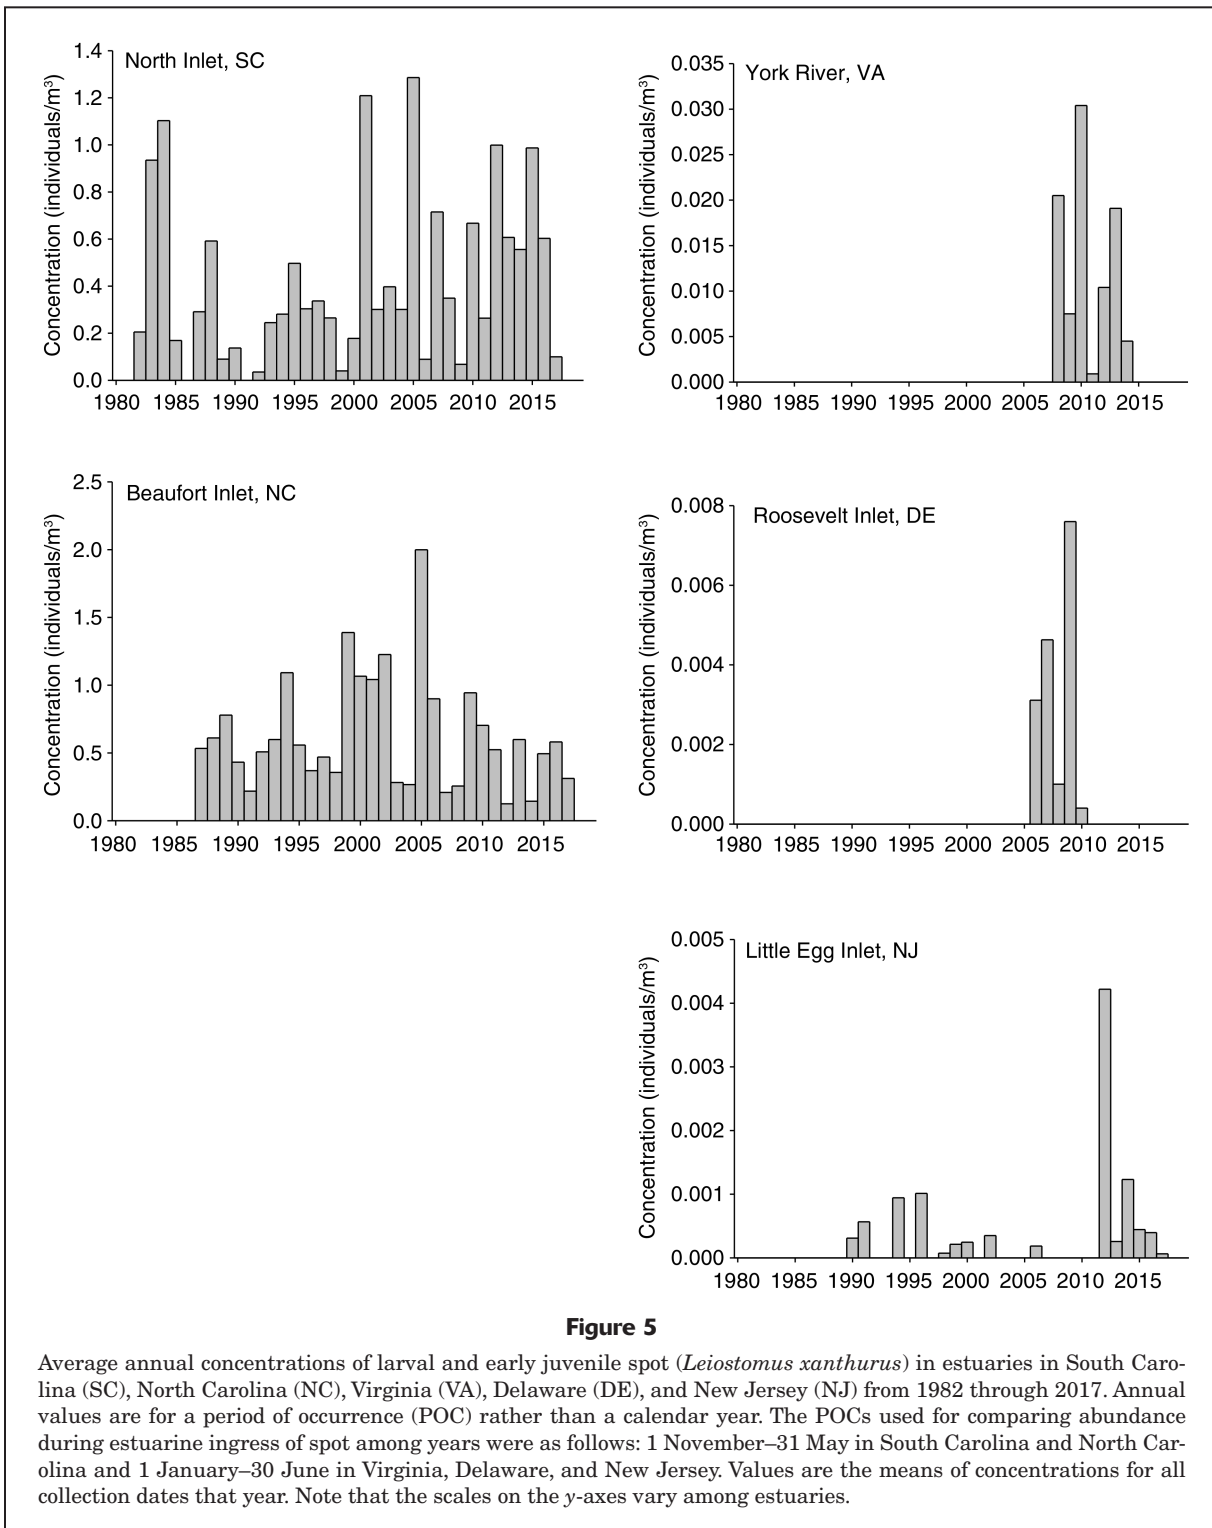 North Inlet, SC
Concentration (individuals/m³)
1.4
1.2
1.0
0.8
0.6
0.4
0.2
0.0
1980 1985 1990 1995 2000 2005 2010 2015
York River, VA
Concentration (individuals/m³)
0.035
0.030
0.025
0.020
0.015
0.010
0.005
0.000
1980 1985 1990 1995 2000 2005 2010 2015
Beaufort Inlet, NC
Concentration (individuals/m³)
2.5
2.0
1.5
1.0
0.5
0.0
1980 1985 1990 1995 2000 2005 2010 2015
Roosevelt Inlet, DE
Concentration (individuals/m³)
0.008
0.006
0.004
0.002
0.000
1980 1985 1990 1995 2000 2005 2010 2015
Little Egg Inlet, NJ
Concentration (individuals/m³)
0.005
0.004
0.003
0.002
0.001
0.000
1980 1985 1990 1995 2000 2005 2010 2015
Figure 5
Average annual concentrations of larval and early juvenile spot (Leiostomus xanthurus) in estuaries in South Caro-
lina (SC), North Carolina (NC), Virginia (VA), Delaware (DE), and New Jersey (NJ) from 1982 through 2017. Annual
values are for a period of occurrence (POC) rather than a calendar year. The POCs used for comparing abundance
during estuarine ingress of spot among years were as follows: 1 November–31 May in South Carolina and North Car-
olina and 1 January–30 June in Virginia, Delaware, and New Jersey. Values are the means of concentrations for all
collection dates that year. Note that the scales on the y-axes vary among estuaries.